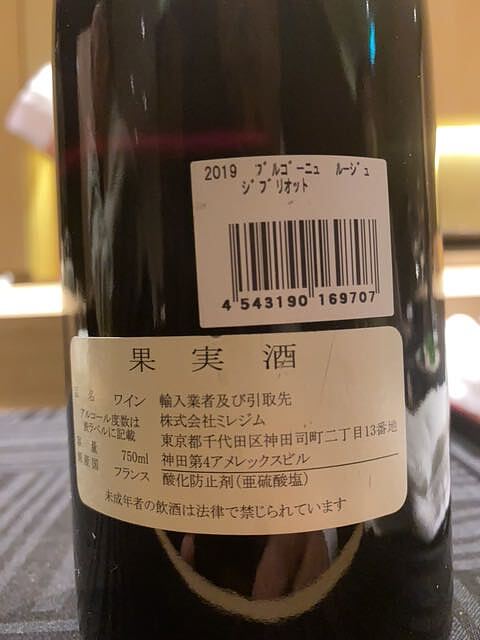 2019 ﾌﾞﾙｺﾞｰﾆｭ ﾙｰｼﾞｭ
ｼﾞﾌﾞﾘｵｯﾄ
4 543190 169707
果実酒
品名 ワイン
アルコール度数は
表ラベルに記載
容量 750ml
原産国 フランス
輸入業者及び引取先
株式会社ミレジム
東京都千代田区神田司町二丁目13番地
神田第4アメレックスビル
酸化防止剤(亜硫酸塩)
未成年者の飲酒は法律で禁じられています